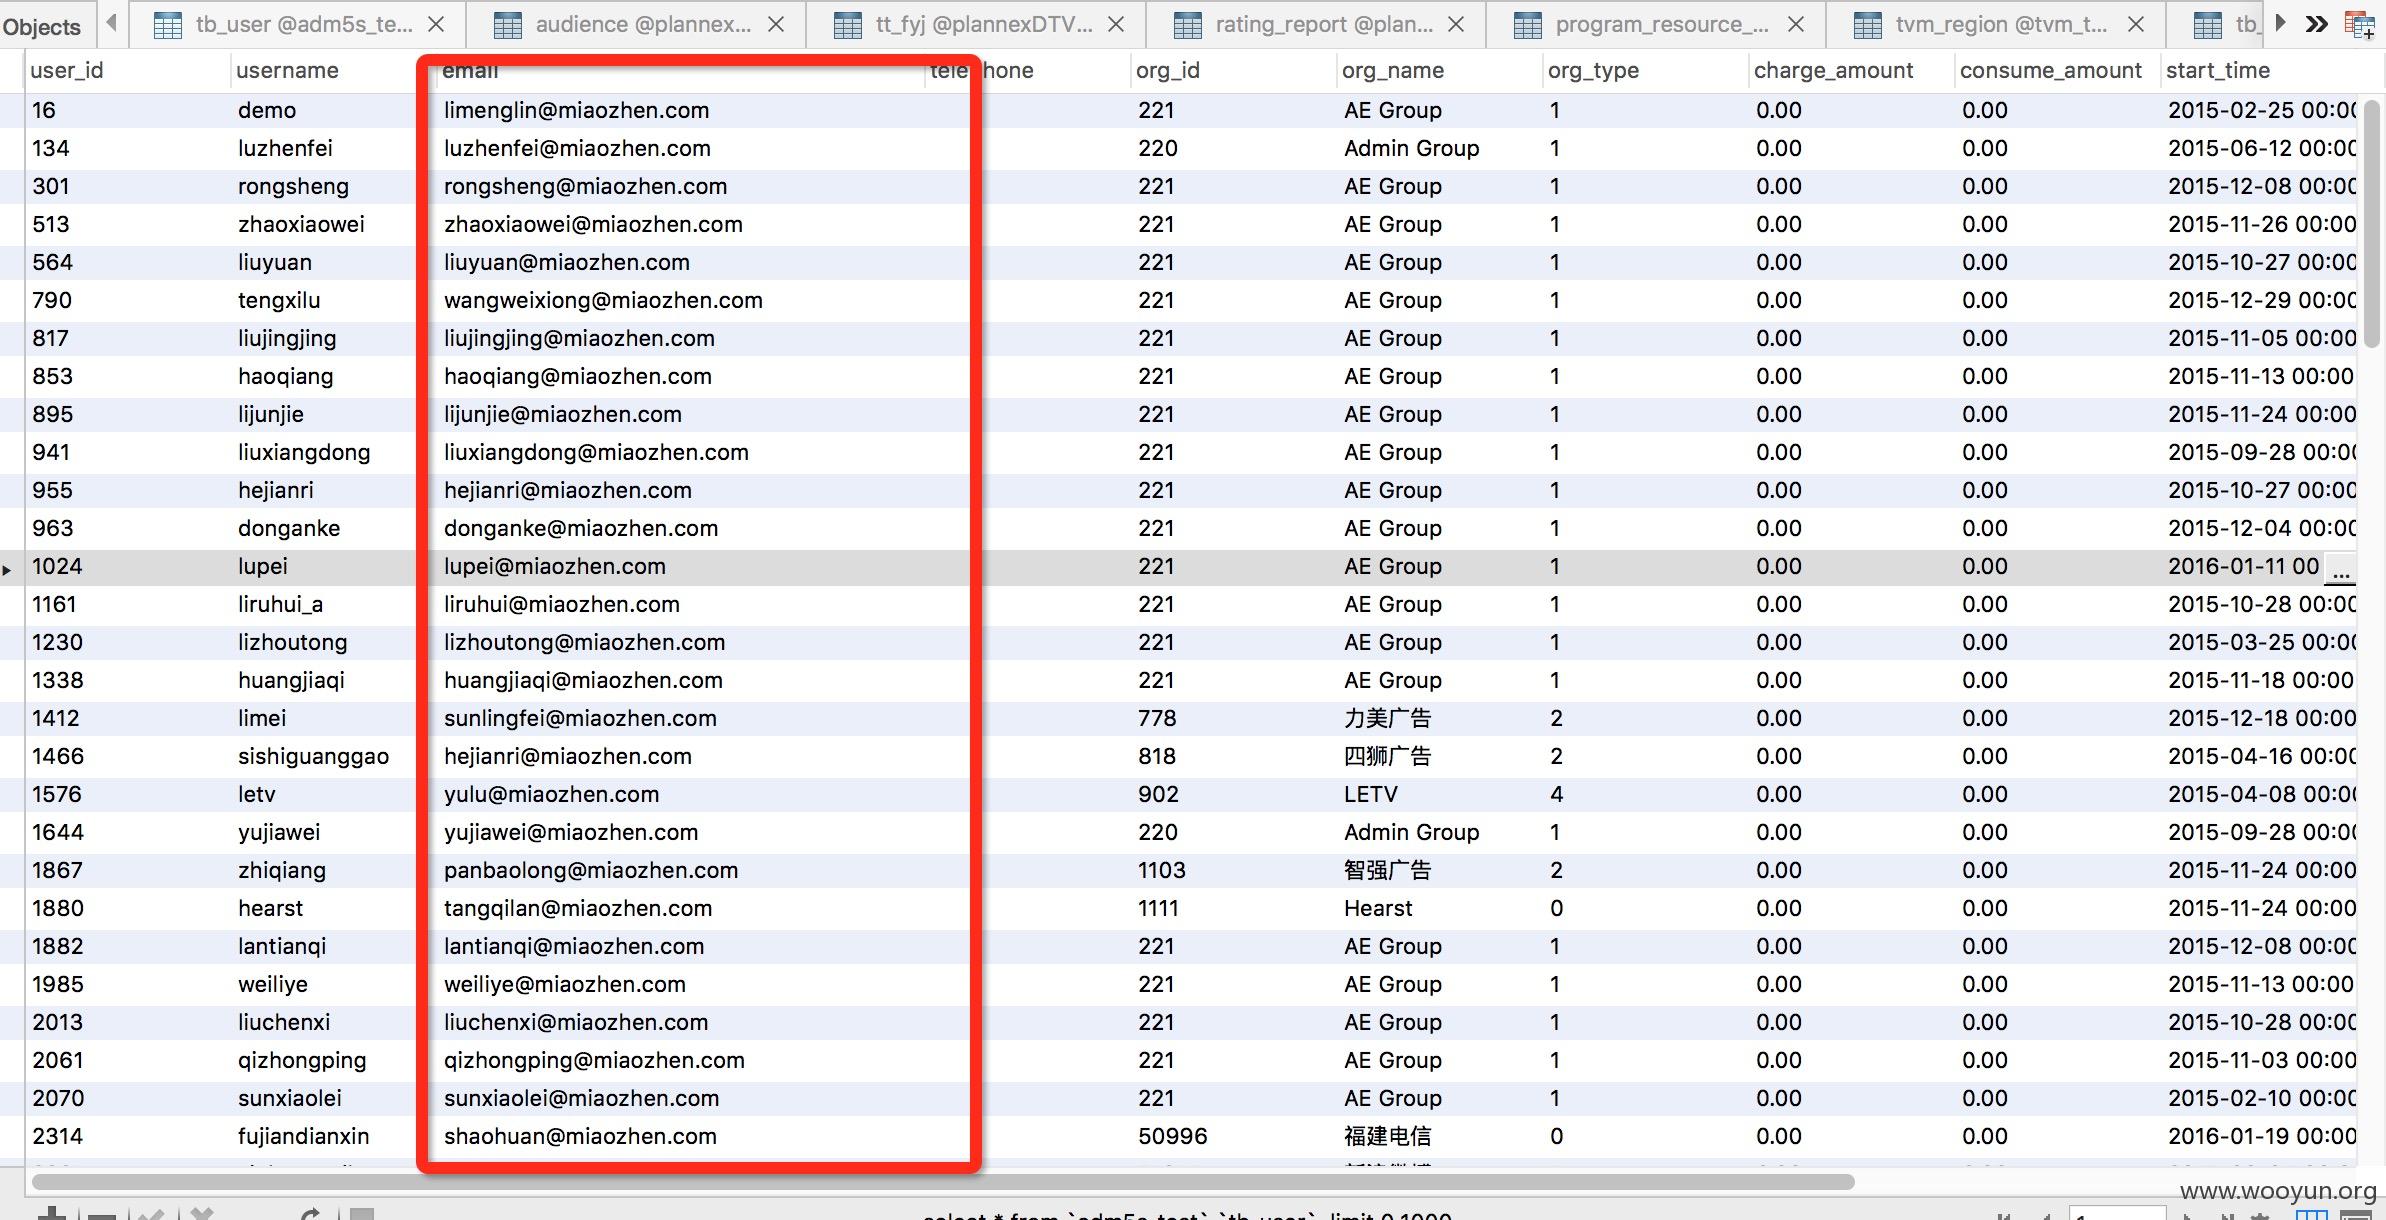 Objects tb_user @adm5s_te... audience @plannex... tt_fyj @plannexDTV... rating_report @plan... program_resource_... tvm_region @tvm_t... tb_
user_id username email org_id org_name org_type charge_amount consume_amount start_time
16 demo limenglin@miaozhen.com 221 AE Group 1 0.00 0.00 2015-02-25 00:00
134 luzhenfei luzhenfei@miaozhen.com 220 Admin Group 1 0.00 0.00 2015-06-12 00:00
301 rongsheng rongsheng@miaozhen.com 221 AE Group 1 0.00 0.00 2015-12-08 00:00
513 zhaoxiaowei zhaoxiaowei@miaozhen.com 221 AE Group 1 0.00 0.00 2015-11-26 00:00
564 liuyuan liuyuan@miaozhen.com 221 AE Group 1 0.00 0.00 2015-10-27 00:00
790 tengxilu wangweixiong@miaozhen.com 221 AE Group 1 0.00 0.00 2015-12-29 00:00
817 liujingjing liujingjing@miaozhen.com 221 AE Group 1 0.00 0.00 2015-11-05 00:00
853 haoqiang haoqiang@miaozhen.com 221 AE Group 1 0.00 0.00 2015-11-13 00:00
895 lijunjie lijunjie@miaozhen.com 221 AE Group 1 0.00 0.00 2015-11-24 00:00
941 liuxiangdong liuxiangdong@miaozhen.com 221 AE Group 1 0.00 0.00 2015-09-28 00:00
955 hejianri hejianri@miaozhen.com 221 AE Group 1 0.00 0.00 2015-10-27 00:00
963 donganke donganke@miaozhen.com 221 AE Group 1 0.00 0.00 2015-12-04 00:00
1024 lupei lupei@miaozhen.com 221 AE Group 1 0.00 0.00 2016-01-11 00 ...
1161 liruhui_a liruhui@miaozhen.com 221 AE Group 1 0.00 0.00 2015-10-28 00:00
1230 lizhoutong lizhoutong@miaozhen.com 221 AE Group 1 0.00 0.00 2015-03-25 00:00
1338 huangjiaqi huangjiaqi@miaozhen.com 221 AE Group 1 0.00 0.00 2015-11-18 00:00
1412 limei sunlingfei@miaozhen.com 778 力美广告 2 0.00 0.00 2015-12-18 00:00
1466 sishiguanggao hejianri@miaozhen.com 818 四狮广告 2 0.00 0.00 2015-04-16 00:00
1576 letv yulu@miaozhen.com 902 LETV 4 0.00 0.00 2015-04-08 00:00
1644 yujiawei yujiawei@miaozhen.com 220 Admin Group 1 0.00 0.00 2015-09-28 00:00
1867 zhiqiang panbaolong@miaozhen.com 1103 智强广告 2 0.00 0.00 2015-11-24 00:00
1880 hearst tangqilan@miaozhen.com 1111 Hearst 0 0.00 0.00 2015-11-24 00:00
1882 lantianqi lantianqi@miaozhen.com 221 AE Group 1 0.00 0.00 2015-12-08 00:00
1985 weiliye weiliye@miaozhen.com 221 AE Group 1 0.00 0.00 2015-11-13 00:00
2013 liuchenxi liuchenxi@miaozhen.com 221 AE Group 1 0.00 0.00 2015-10-28 00:00
2061 qizhongping qizhongping@miaozhen.com 221 AE Group 1 0.00 0.00 2015-11-03 00:00
2070 sunxiaolei sunxiaolei@miaozhen.com 221 AE Group 1 0.00 0.00 2015-02-10 00:00
2314 fujiandianxin shaohuan@miaozhen.com 50996 福建电信 0 0.00 0.00 2016-01-19 00:00
www.wooyun.org
select * from `adm5s_test`.`tb_user` limit 0,1000 1